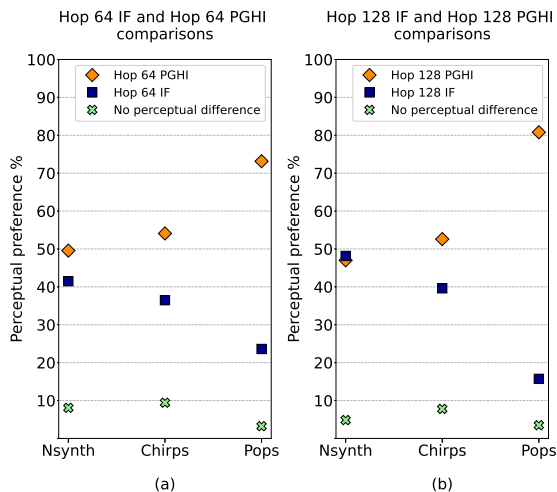 Hop 64 IF and Hop 64 PGHI
comparisons
100
90
80
70
60
50
40
30
20
10
Perceptual preference %
Hop 64 PGHI
Hop 64 IF
No perceptual difference
Nsynth Chirps Pops
(a)
Hop 128 IF and Hop 128 PGHI
comparisons
100
90
80
70
60
50
40
30
20
10
Perceptual preference %
Hop 128 PGHI
Hop 128 IF
No perceptual difference
Nsynth Chirps Pops
(b)